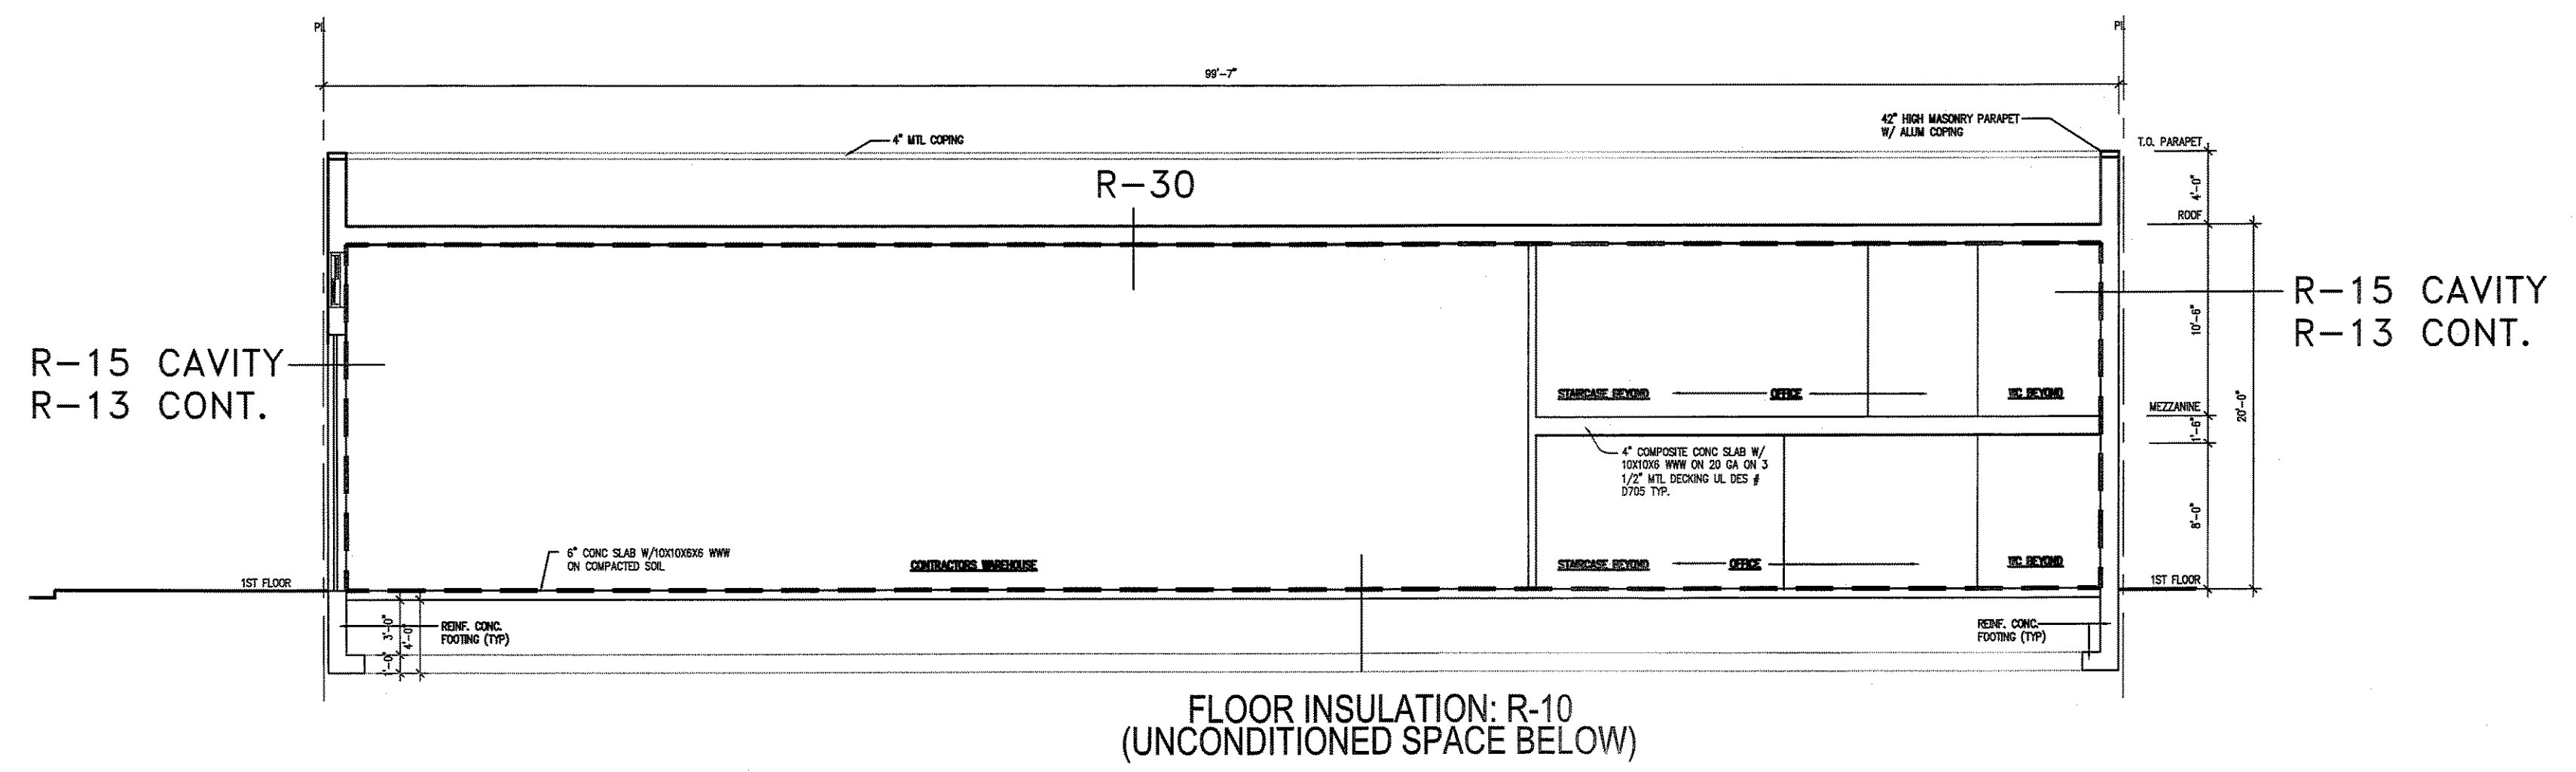 PL
PL
99'-7"
4" MTL COPING
42" HIGH MASONRY PARAPET
W/ ALUM COPING
T.O. PARAPET
4'-0"
R-30
ROOF
R-15 CAVITY
R-13 CONT.
10'-6"
R-15 CAVITY
R-13 CONT.
STAIRCASE BEYOND
OFFICE
WC BEYOND
MEZZANINE
20'-0"
1'-6"
4" COMPOSITE CONC SLAB W/
10X10X6 WWW ON 20 GA ON 3
1/2" MTL DECKING UL DES #
D705 TYP.
8'-0"
6" CONC SLAB W/10X10X6X6 WWW
ON COMPACTED SOIL
CONTRACTORS WAREHOUSE
STAIRCASE BEYOND
OFFICE
WC BEYOND
1ST FLOOR
1ST FLOOR
3'-0"
4'-0"
1'-0"
REINF. CONC.
FOOTING (TYP)
REINF. CONC.
FOOTING (TYP)
FLOOR INSULATION: R-10
(UNCONDITIONED SPACE BELOW)